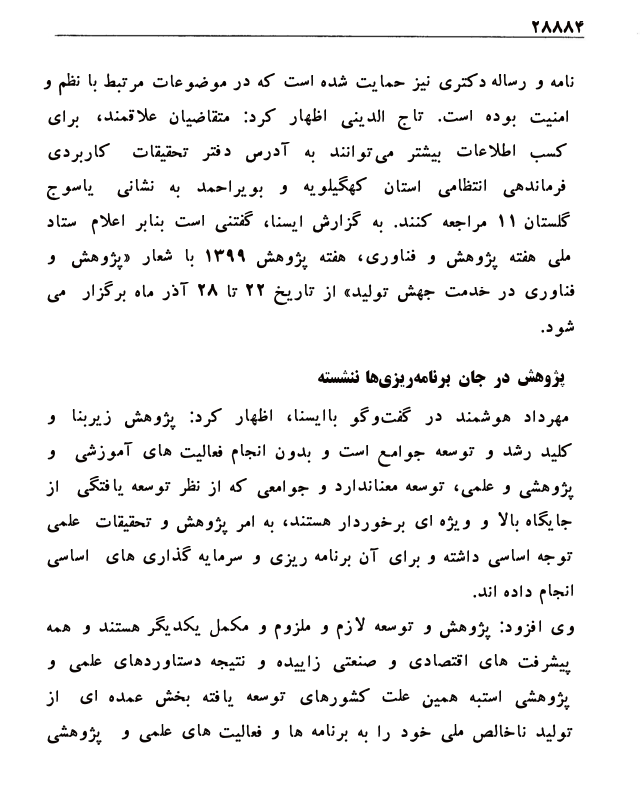 ۲۸۸۸۴
نامه و رساله دکتری نیز حمایت شده است که در موضوعات مرتبط با نظم و
امنیت بوده است. تاج الدینی اظهار کرد: متقاضیان علاقمند، برای
کسب اطلاعات بیشتر می‌توانند به آدرس دفتر تحقیقات کاربردی
فرماندهی انتظامی استان کهگیلویه و بویراحمد به نشانی یاسوج
گلستان ۱۱ مراجعه کنند. به گزارش ایسنا، گفتنی است بنابر اعلام ستاد
ملی هفته پژوهش و فناوری، هفته پژوهش ۱۳۹۹ با شعار «پژوهش و
فناوری در خدمت جهش تولید» از تاریخ ۲۲ تا ۲۸ آذر ماه برگزار می
شود.
پژوهش در جان برنامه‌ریزی‌ها ننشسته
مهرداد هوشمند در گفت‌وگو باایسنا، اظهار کرد: پژوهش زیربنا و
کلید رشد و توسعه جوامع است و بدون انجام فعالیت های آموزشی و
پژوهشی و علمی، توسعه معناندارد و جوامعی که از نظر توسعه یافتگی از
جایگاه بالا و ویژه ای برخوردار هستند، به امر پژوهش و تحقیقات علمی
توجه اساسی داشته و برای آن برنامه ریزی و سرمایه گذاری های اساسی
انجام داده اند.
وی افزود: پژوهش و توسعه لازم و ملزوم و مکمل یکدیگر هستند و همه
پیشرفت های اقتصادی و صنعتی زاییده و نتیجه دستاوردهای علمی و
پژوهشی استبه همین علت کشورهای توسعه یافته بخش عمده ای از
تولید ناخالص ملی خود را به برنامه ها و فعالیت های علمی و پژوهشی